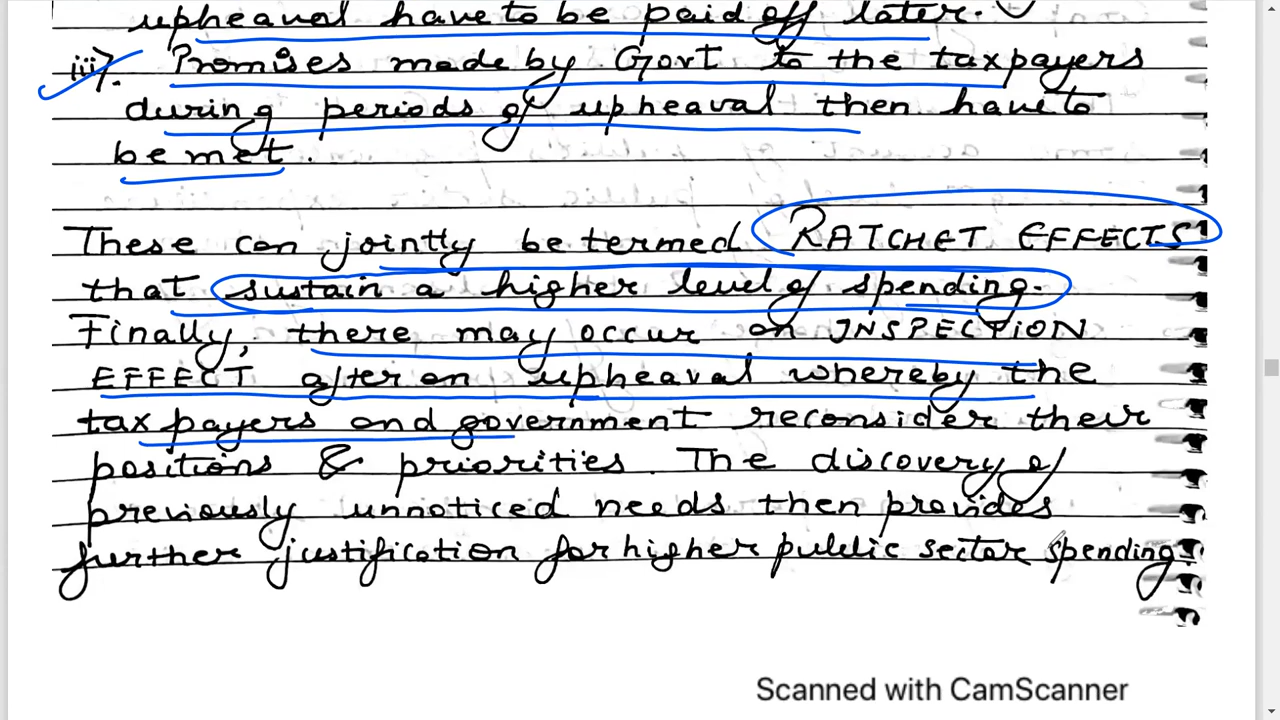 upheaval have to be paid off later.
iii). Promises made by Govt to the taxpayers
during periods of upheaval then have to
be met.
These can jointly be termed RATCHET EFFECTS
that sustain a higher level of spending.
Finally, there may occur an INSPECTION
EFFECT after an upheaval whereby the
tax payers and government reconsider their
positions & priorities. The discovery of
previously unnoticed needs then provides
further justification for higher public sector spending.
Scanned with CamScanner